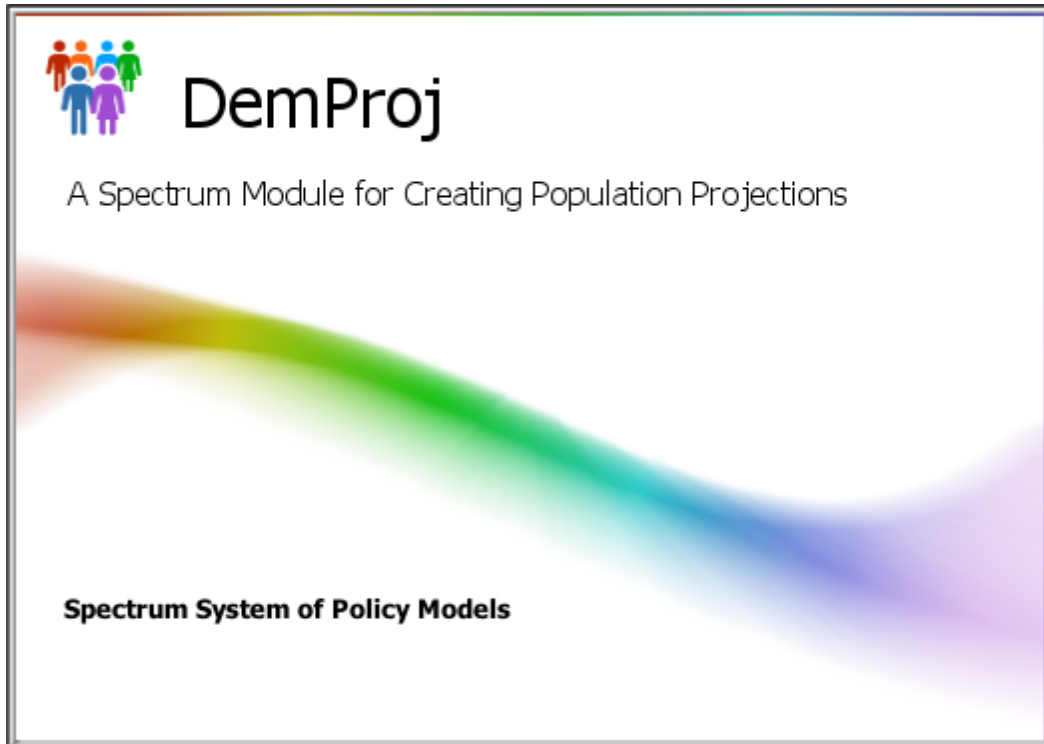 DemProj
A Spectrum Module for Creating Population Projections
Spectrum System of Policy Models